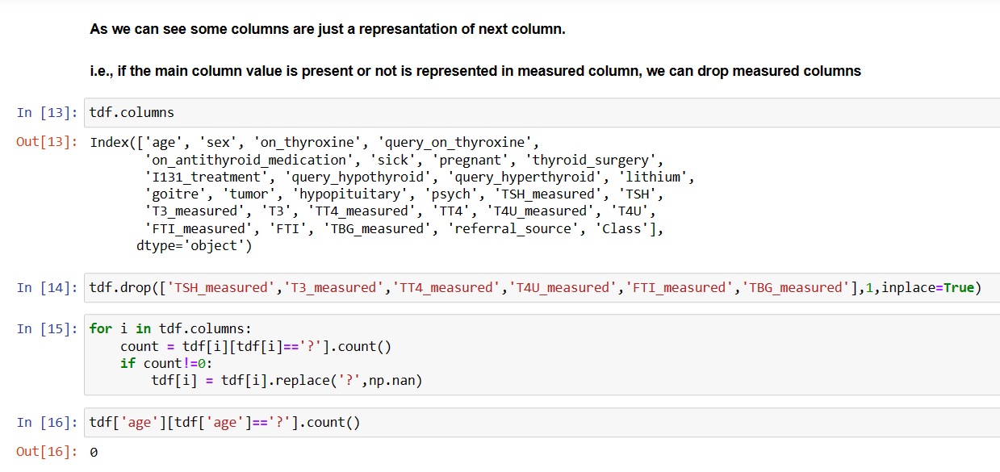 As we can see some columns are just a represantation of next column.
i.e., if the main column value is present or not is represented in measured column, we can drop measured columns
In [13]: tdf.columns
Out[13]: Index(['age', 'sex', 'on_thyroxine', 'query_on_thyroxine',
'on_antithyroid_medication', 'sick', 'pregnant', 'thyroid_surgery',
'I131_treatment', 'query_hypothyroid', 'query_hyperthyroid', 'lithium',
'goitre', 'tumor', 'hypopituitary', 'psych', 'TSH_measured', 'TSH',
'T3_measured', 'T3', 'TT4_measured', 'TT4', 'T4U_measured', 'T4U',
'FTI_measured', 'FTI', 'TBG_measured', 'referral_source', 'Class'],
dtype='object')
In [14]: tdf.drop(['TSH_measured','T3_measured','TT4_measured','T4U_measured','FTI_measured','TBG_measured'],1,inplace=True)
In [15]: for i in tdf.columns:
count = tdf[i][tdf[i]=='?'].count()
if count!=0:
tdf[i] = tdf[i].replace('?',np.nan)
In [16]: tdf['age'][tdf['age']=='?'].count()
Out[16]: 0